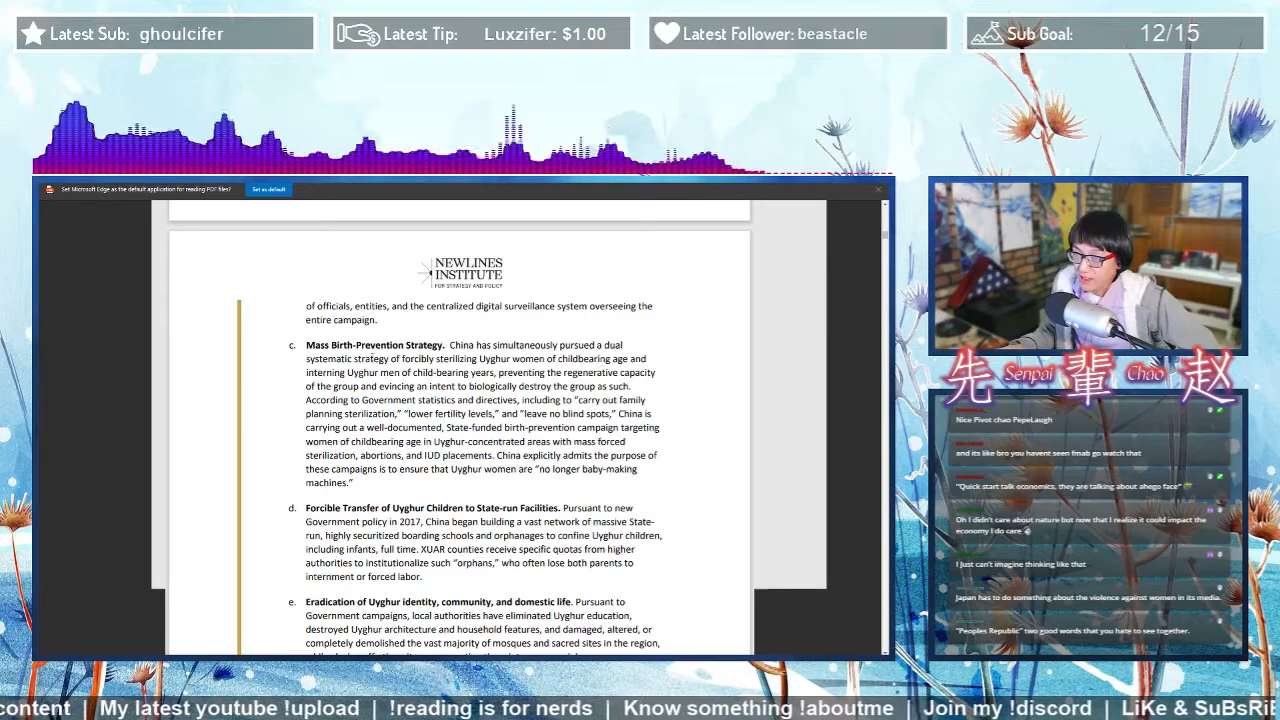 Latest Sub: ghoulcifer
Latest Tip: Luxzifer: $1.00
Latest Follower: beastacle
Sub Goal: 12/15
Set Microsoft Edge as the default application for reading PDF files? Set as default
NEWLINES
INSTITUTE
FOR STRATEGY AND POLICY
of officials, entities, and the centralized digital surveillance system overseeing the
entire campaign.
c. Mass Birth-Prevention Strategy. China has simultaneously pursued a dual
systematic strategy of forcibly sterilizing Uyghur women of childbearing age and
interning Uyghur men of child-bearing years, preventing the regenerative capacity
of the group and evincing an intent to biologically destroy the group as such.
According to Government statistics and directives, including to “carry out family
planning sterilization,” “lower fertility levels,” and “leave no blind spots,” China is
carrying out a well-documented, State-funded birth-prevention campaign targeting
women of childbearing age in Uyghur-concentrated areas with mass forced
sterilization, abortions, and IUD placements. China explicitly admits the purpose of
these campaigns is to ensure that Uyghur women are “no longer baby-making
machines.”
d. Forcible Transfer of Uyghur Children to State-run Facilities. Pursuant to new
Government policy in 2017, China began building a vast network of massive State-
run, highly securitized boarding schools and orphanages to confine Uyghur children,
including infants, full time. XUAR counties receive specific quotas from higher
authorities to institutionalize such “orphans,” who often lose both parents to
internment or forced labor.
e. Eradication of Uyghur identity, community, and domestic life. Pursuant to
Government campaigns, local authorities have eliminated Uyghur education,
destroyed Uyghur architecture and household features, and damaged, altered, or
completely demolished the vast majority of mosques and sacred sites in the region,
先 Senpai 輩 Chao 赵
Nice Pivot chao PepeLaugh
and its like bro you havent seen fmab go watch that
"Quick start talk economics, they are talking about ahego face"
Oh I didn't care about nature but now that I realize it could impact the
economy I do care
I Just can't imagine thinking like that
Japan has to do something about the violence against women in its media.
"Peoples Republic" two good words that you hate to see together.
content | My latest youtube !upload | !reading is for nerds | Know something !aboutme | Join my !discord | LiKe & SuBsRiB